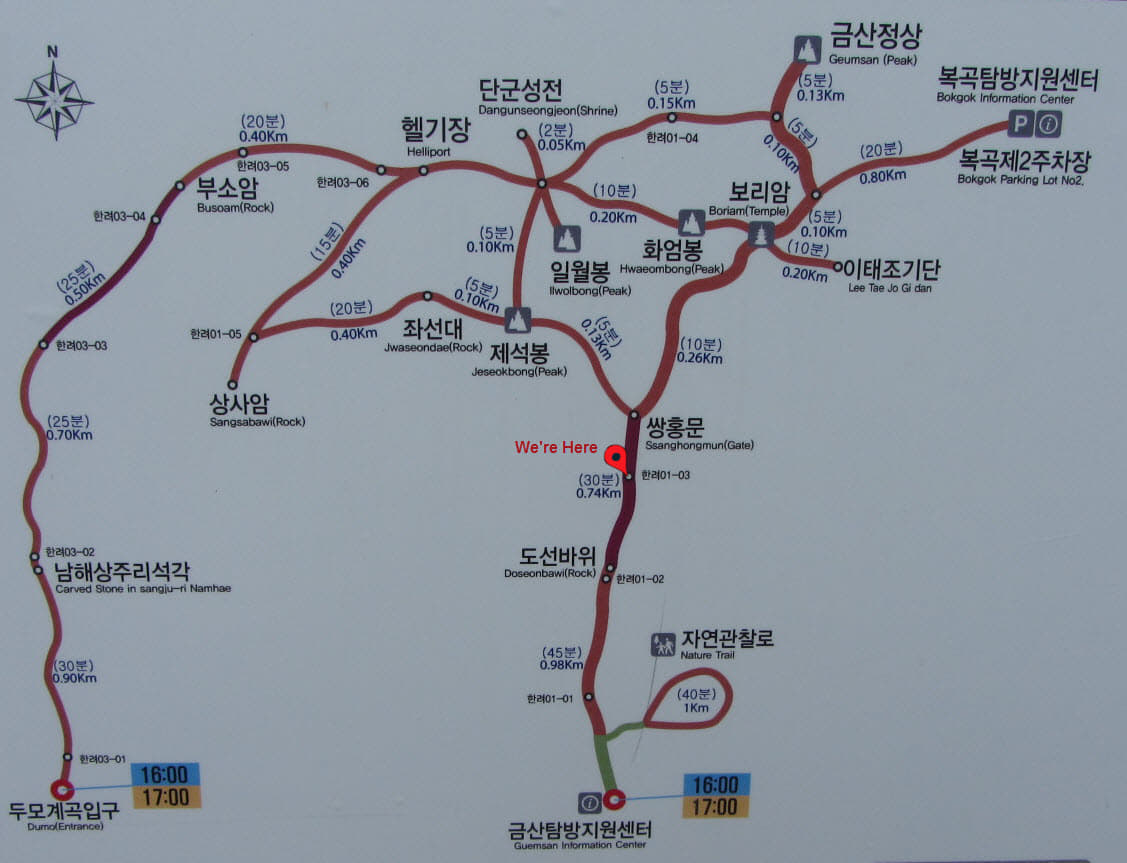 N
금산정상
Geumsan (Peak)
(5분)
0.13Km
복곡탐방지원센터
Bokgok Information Center
P
i
복곡제2주차장
Bokgok Parking Lot No2.
단군성전
Dangunseongjeon(Shrine)
(2분)
0.05Km
(5분)
0.15Km
한려01-04
(5분)
0.10Km
(20분)
0.80Km
(20분)
0.40Km
한려03-05
헬기장
Helliport
한려03-06
부소암
Busoam(Rock)
한려03-04
(10분)
0.20Km
보리암
Boriam(Temple)
(5분)
0.10Km
화엄봉
Hwaeombong(Peak)
(10분)
0.20Km
이태조기단
Lee Tae Jo Gi dan
(5분)
0.10Km
일월봉
Ilwolbong(Peak)
(15분)
0.40Km
(25분)
0.50Km
한려03-03
한려01-05
(20분)
0.40Km
(5분)
0.10Km
좌선대
Jwaseondae(Rock)
제석봉
Jeseokbong(Peak)
(5분)
0.13Km
(10분)
0.26Km
상사암
Sangsabawi(Rock)
(25분)
0.70Km
쌍홍문
Ssanghongmun(Gate)
We're Here
한려01-03
(30분)
0.74Km
한려03-02
남해상주리석각
Carved Stone in sangju-ri Namhae
도선바위
Doseonbawi(Rock)
한려01-02
(30분)
0.90Km
(45분)
0.98Km
자연관찰로
Nature Trail
(40분)
1Km
한려01-01
한려03-01
16:00
17:00
두모계곡입구
Dumo(Entrance)
16:00
17:00
i
금산탐방지원센터
Guemsan Information Center